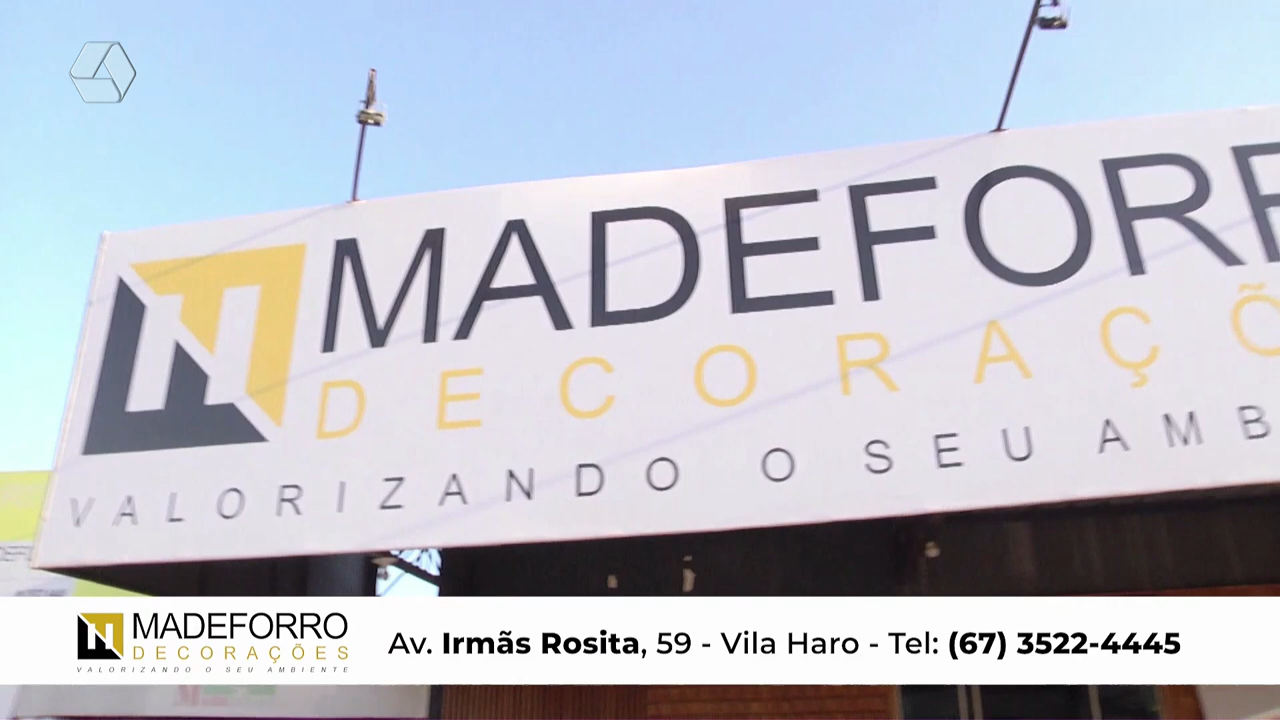 MADEFORR
DECORAÇÕ
VALORIZANDO O SEU AMB
MADEFORRO
DECORAÇÕES
VALORIZANDO O SEU AMBIENTE
Av. Irmãs Rosita, 59 - Vila Haro - Tel: (67) 3522-4445